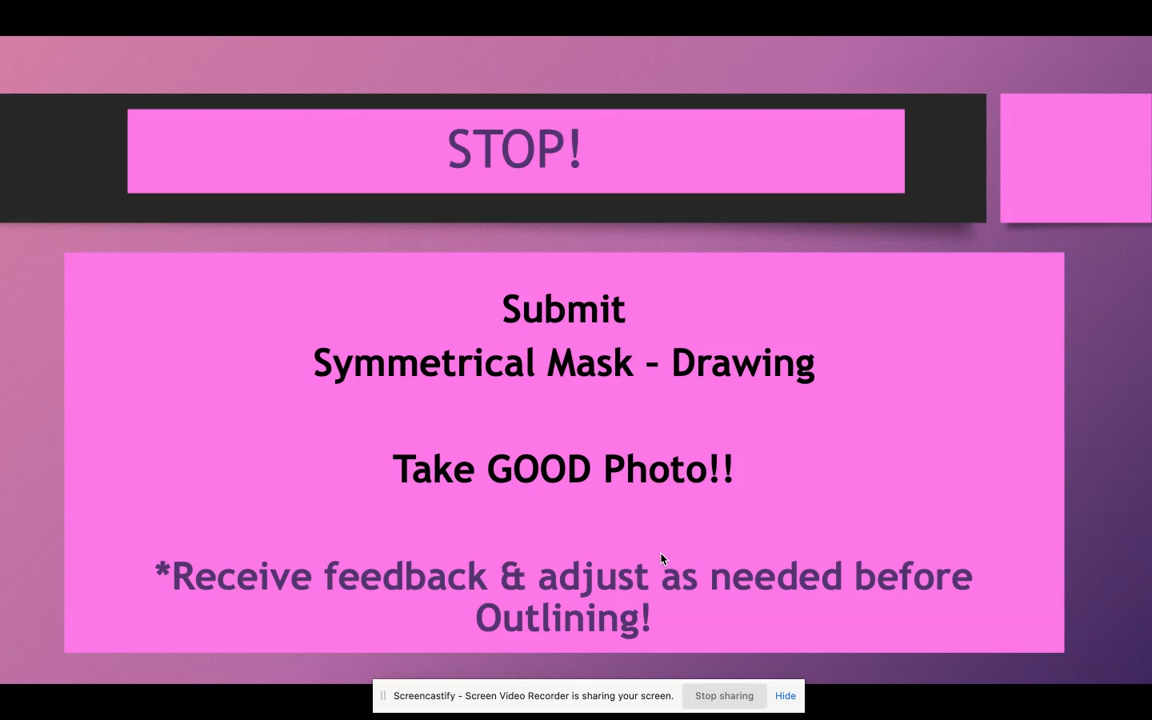 STOP!
Submit
Symmetrical Mask – Drawing
Take GOOD Photo!!
*Receive feedback & adjust as needed before
Outlining!
Screencastify - Screen Video Recorder is sharing your screen. Stop sharing Hide